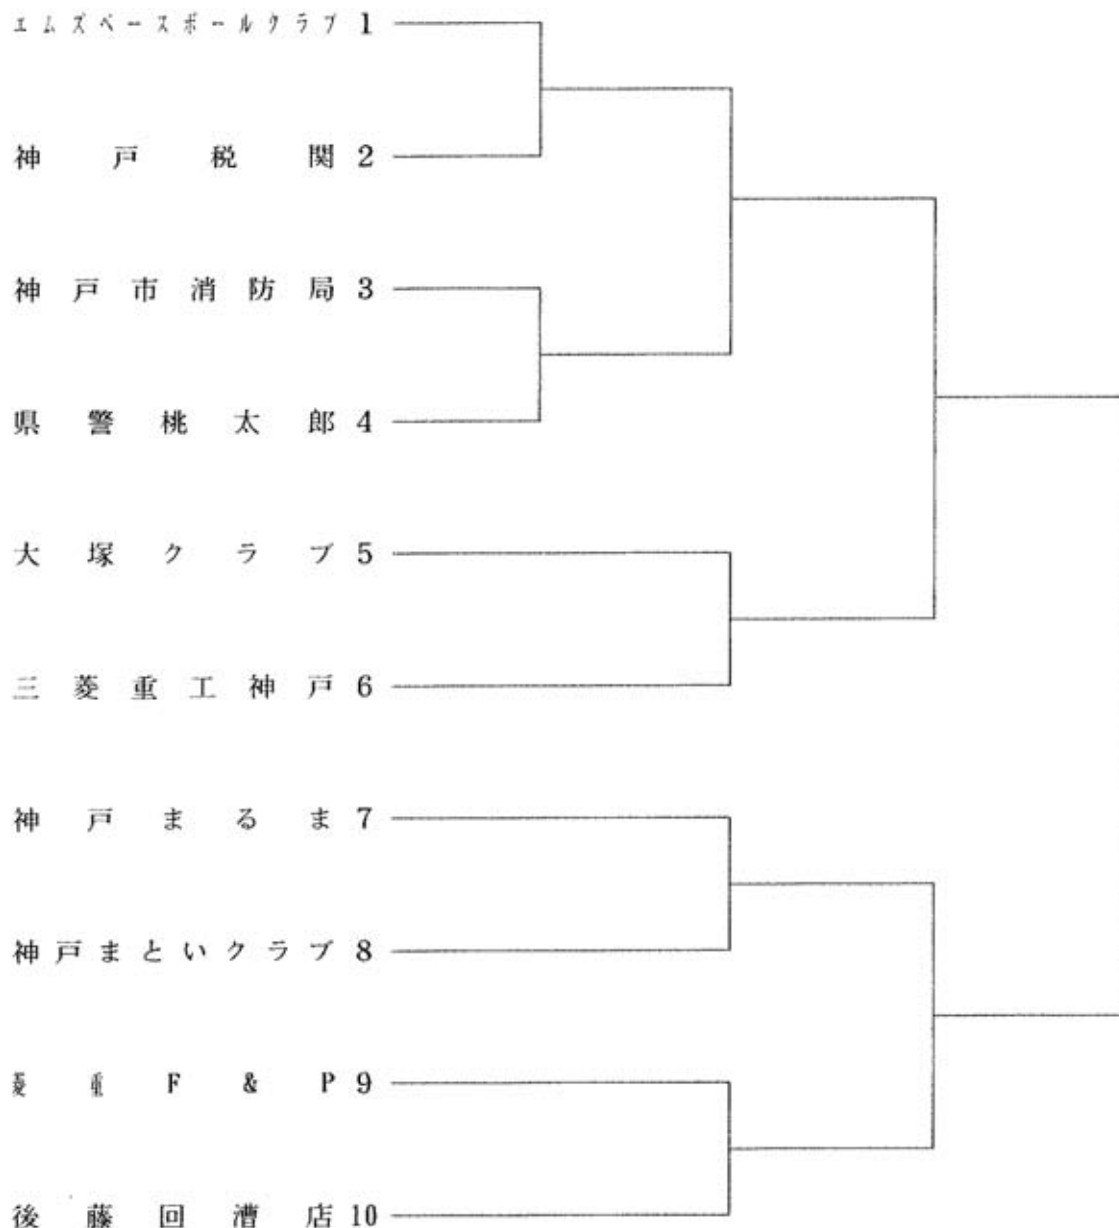 エムズベースボールクラブ 1
神戸税関 2
神戸市消防局 3
県警桃太郎 4
大塚クラブ 5
三菱重工神戸 6
神戸まるま 7
神戸まといクラブ 8
菱重F&P 9
後藤回漕店 10